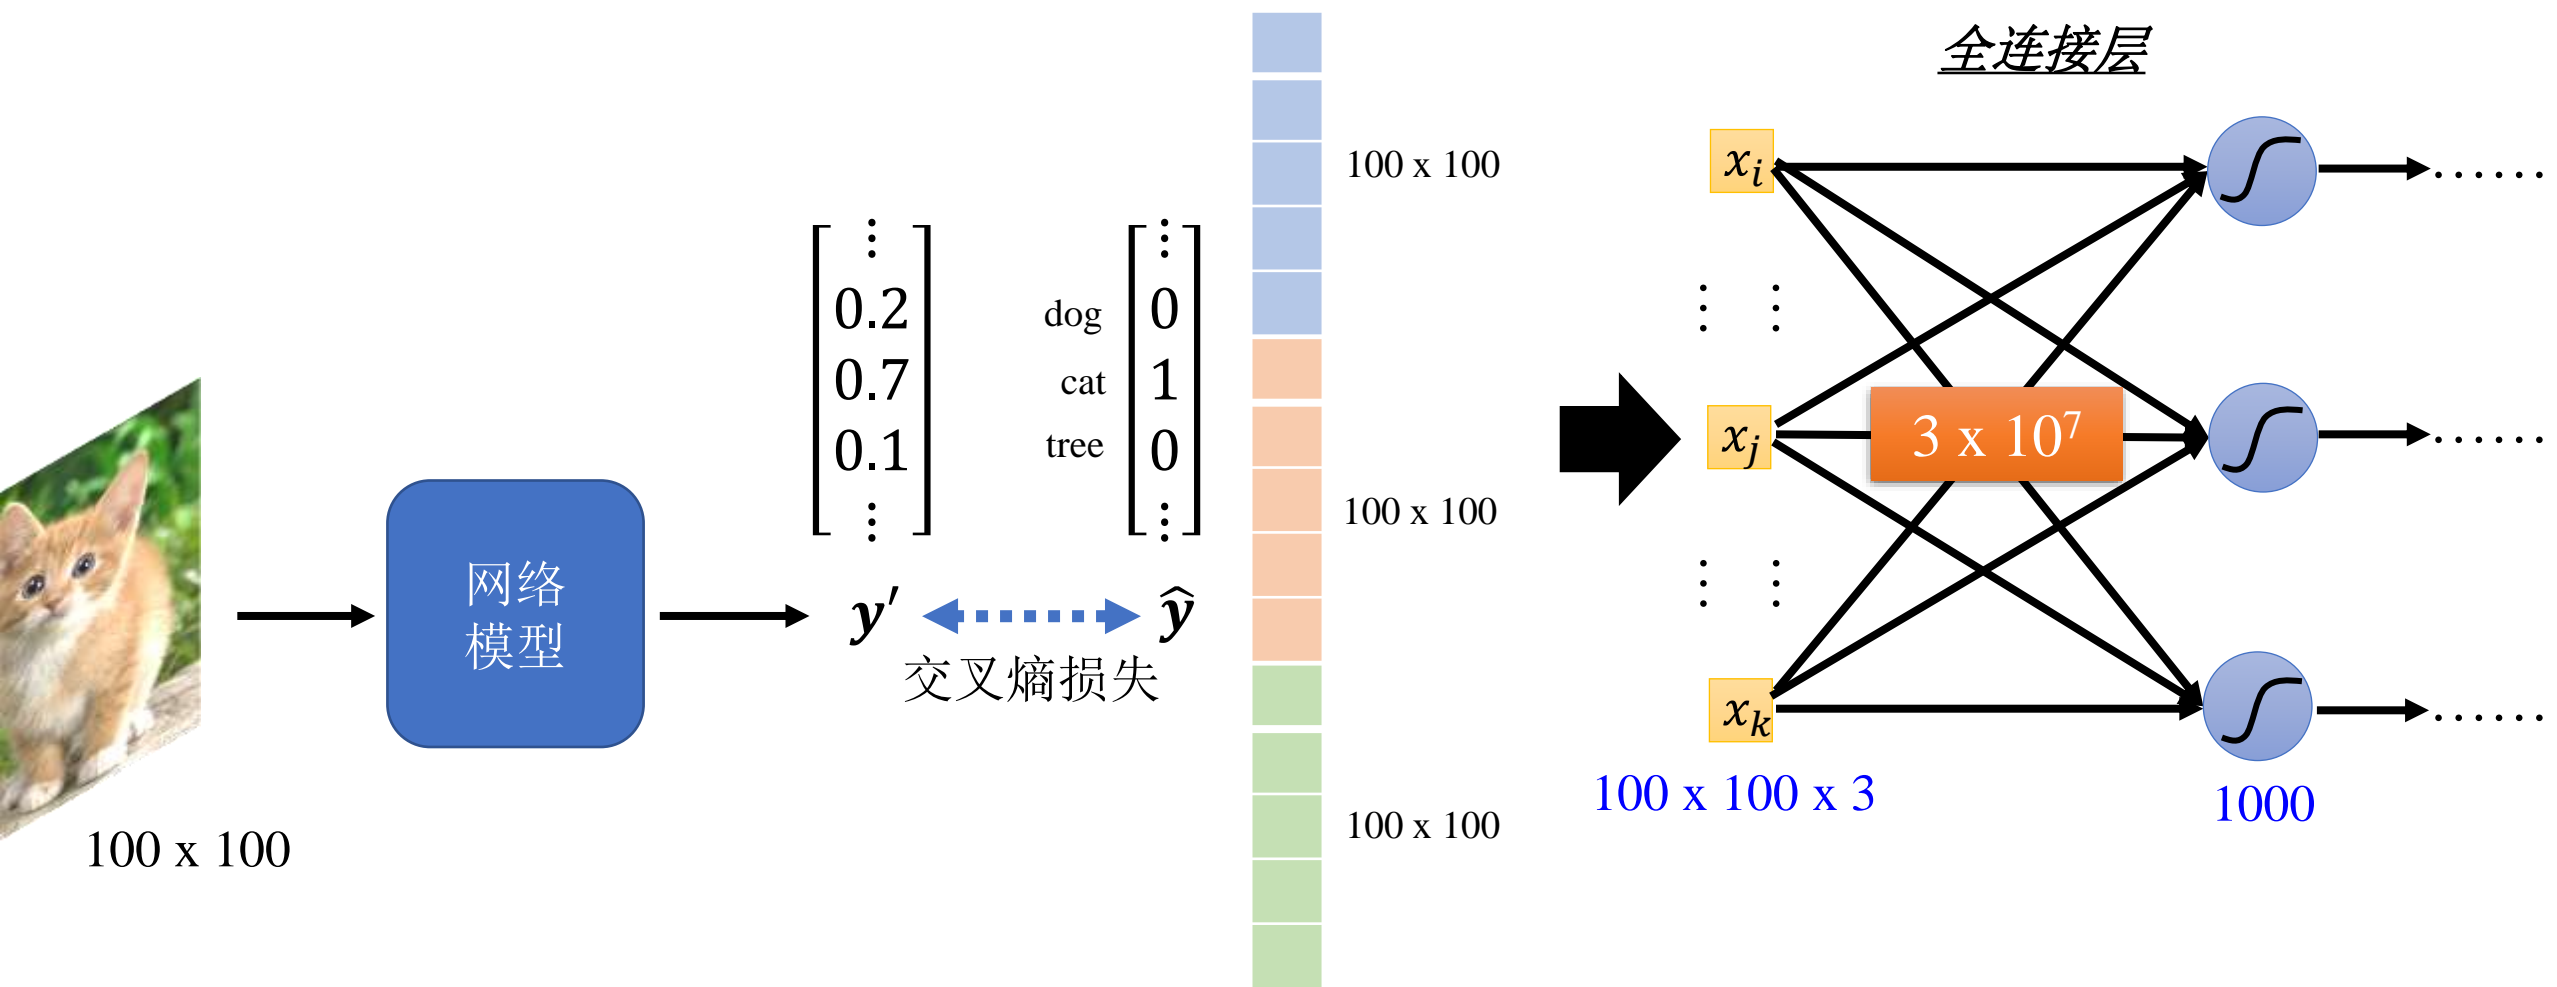 100 x 100
网络
模型
⋮
0.2
0.7
0.1
⋮
y′
dog
cat
tree
⋮
0
1
0
⋮
ŷ
交叉熵损失
100 x 100
100 x 100
100 x 100
全连接层
x_i
x_j
x_k
3 x 10⁷
100 x 100 x 3
1000
......
......
......